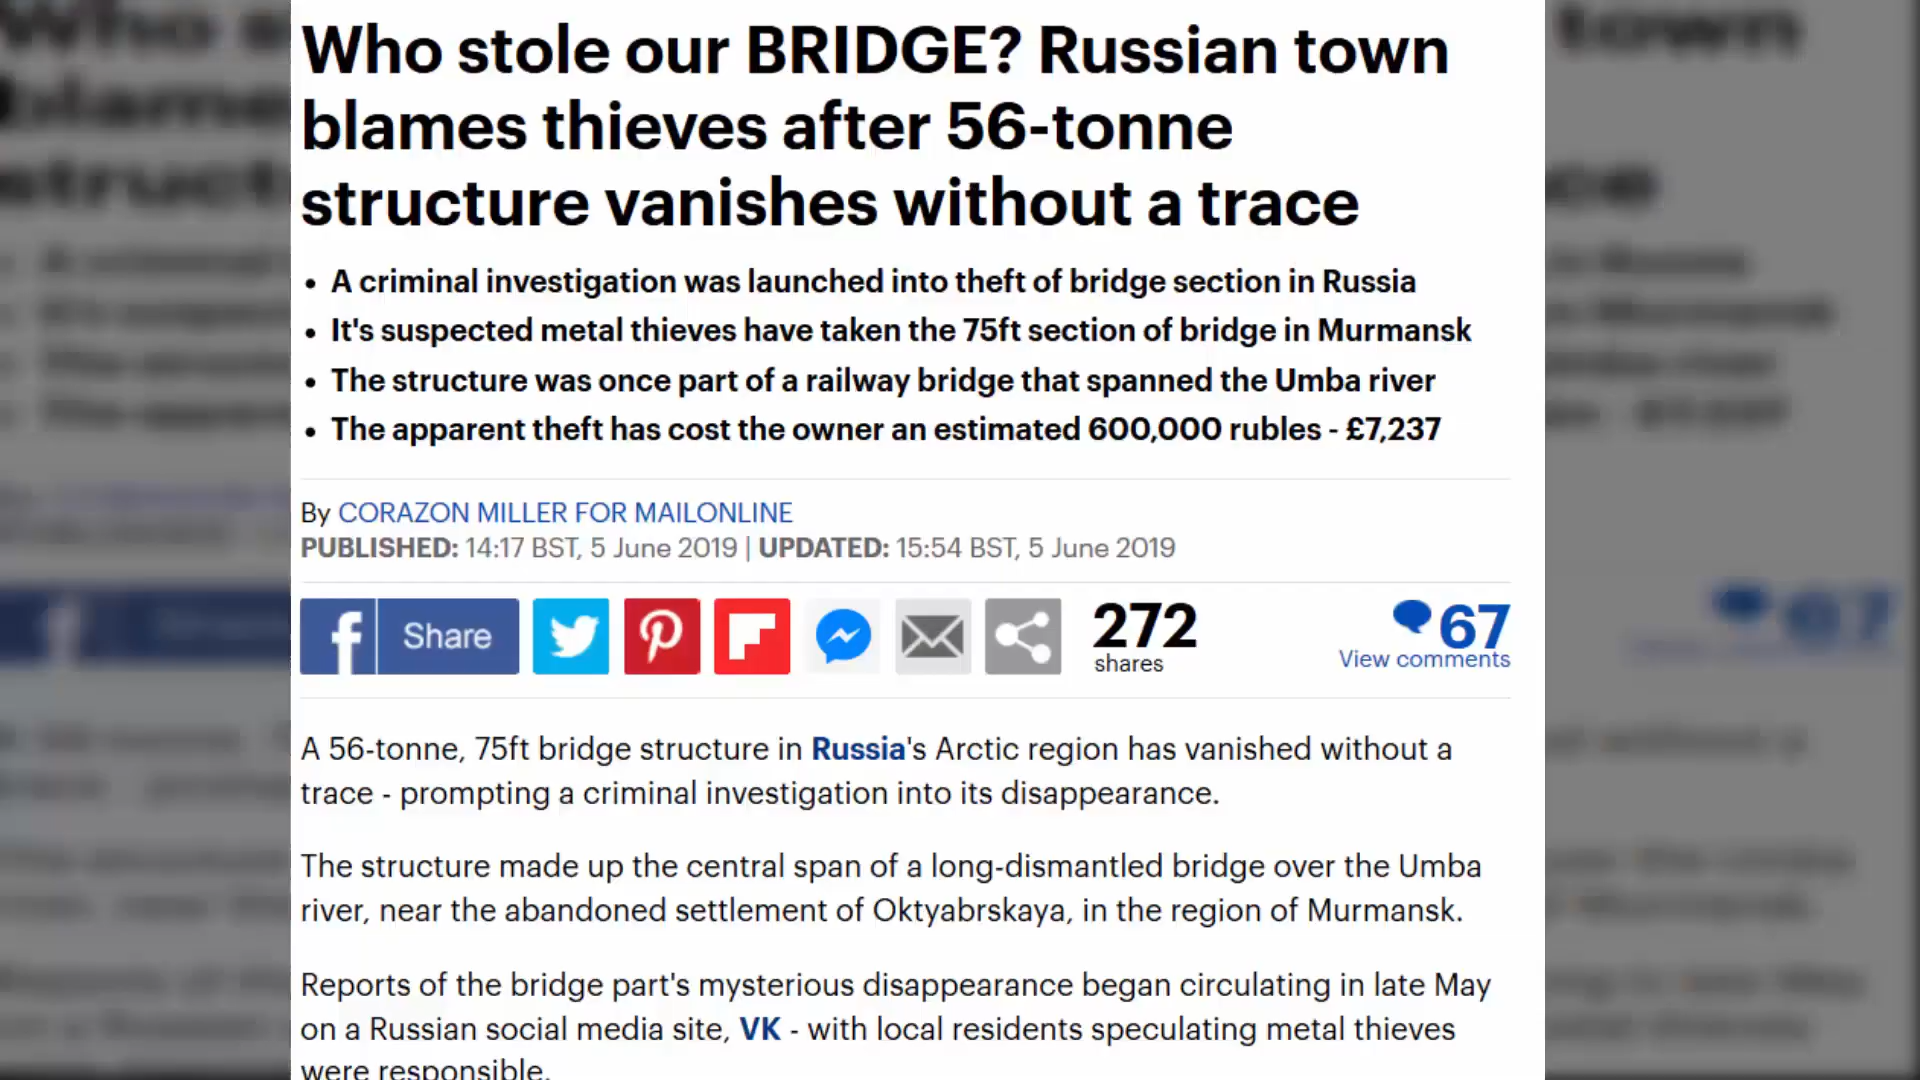 Who stole our BRIDGE? Russian town
blames thieves after 56-tonne
structure vanishes without a trace
• A criminal investigation was launched into theft of bridge section in Russia
• It's suspected metal thieves have taken the 75ft section of bridge in Murmansk
• The structure was once part of a railway bridge that spanned the Umba river
• The apparent theft has cost the owner an estimated 600,000 rubles - £7,237
By CORAZON MILLER FOR MAILONLINE
PUBLISHED: 14:17 BST, 5 June 2019 | UPDATED: 15:54 BST, 5 June 2019
Share
272
shares
67
View comments
A 56-tonne, 75ft bridge structure in Russia's Arctic region has vanished without a
trace - prompting a criminal investigation into its disappearance.
The structure made up the central span of a long-dismantled bridge over the Umba
river, near the abandoned settlement of Oktyabrskaya, in the region of Murmansk.
Reports of the bridge part's mysterious disappearance began circulating in late May
on a Russian social media site, VK - with local residents speculating metal thieves
were responsible.